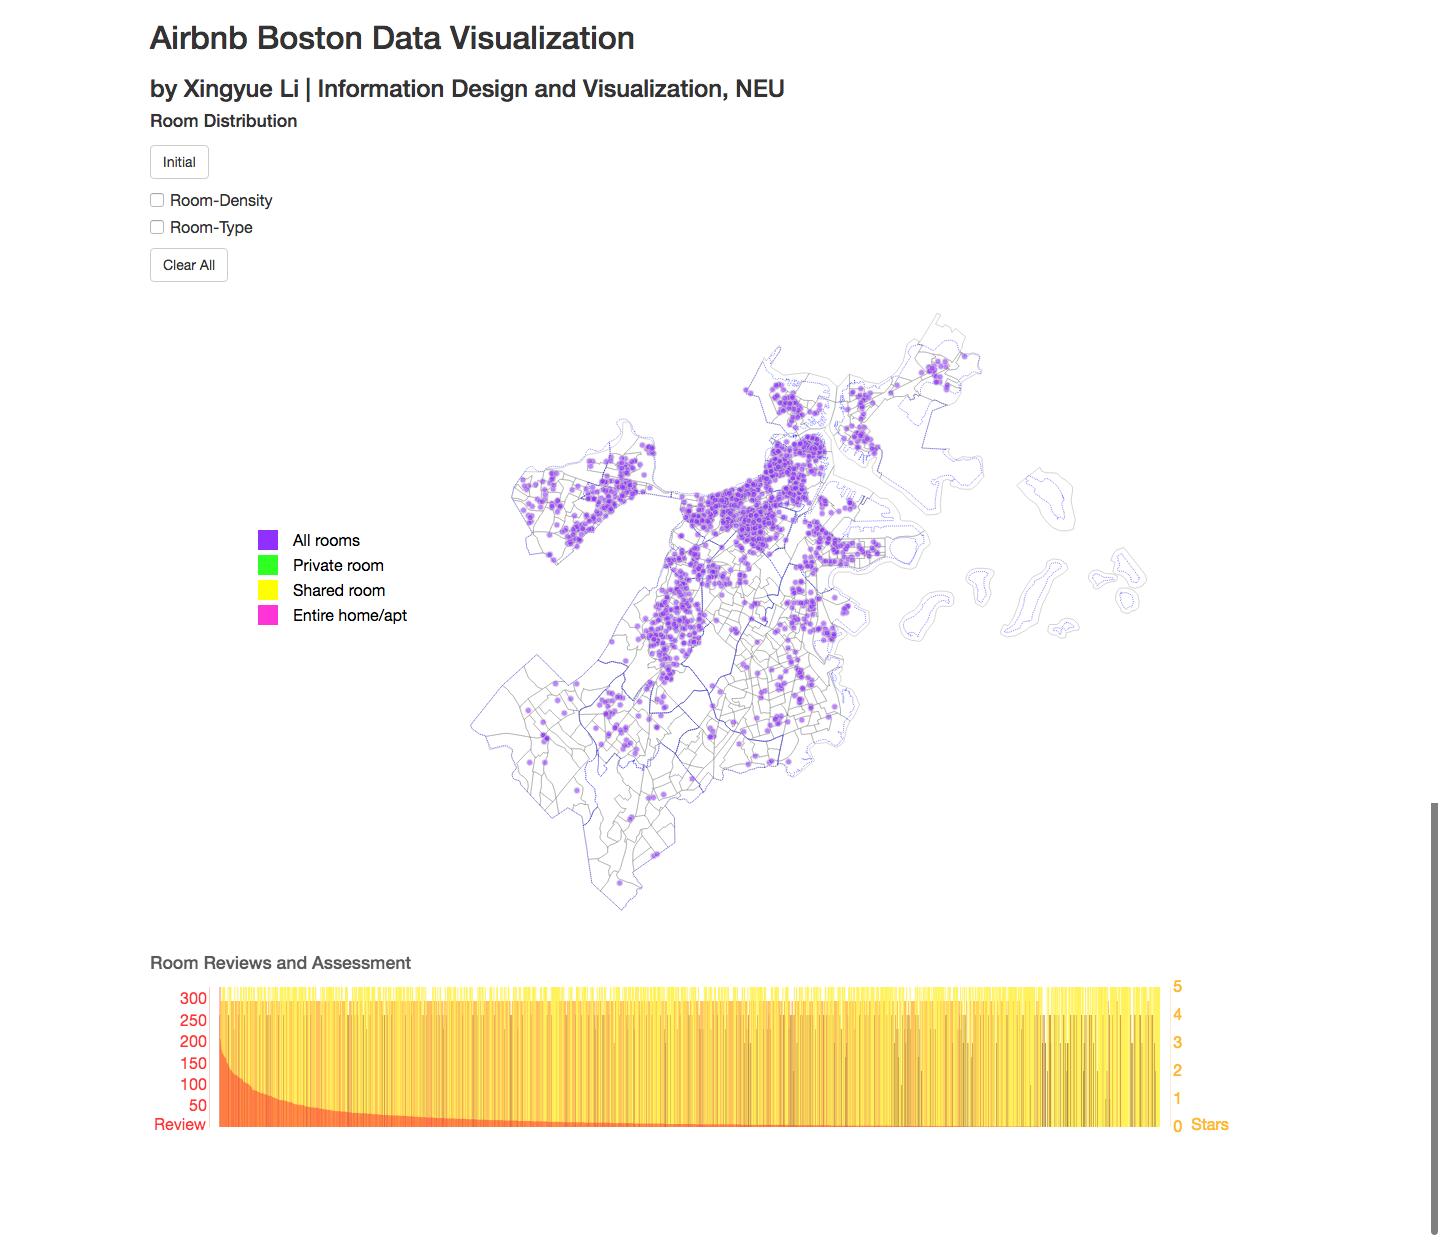 Airbnb Boston Data Visualization
by Xingyue Li | Information Design and Visualization, NEU
Room Distribution
Initial
Room-Density
Room-Type
Clear All
All rooms
Private room
Shared room
Entire home/apt
Room Reviews and Assessment
300
250
200
150
100
50
Review
5
4
3
2
1
0 Stars